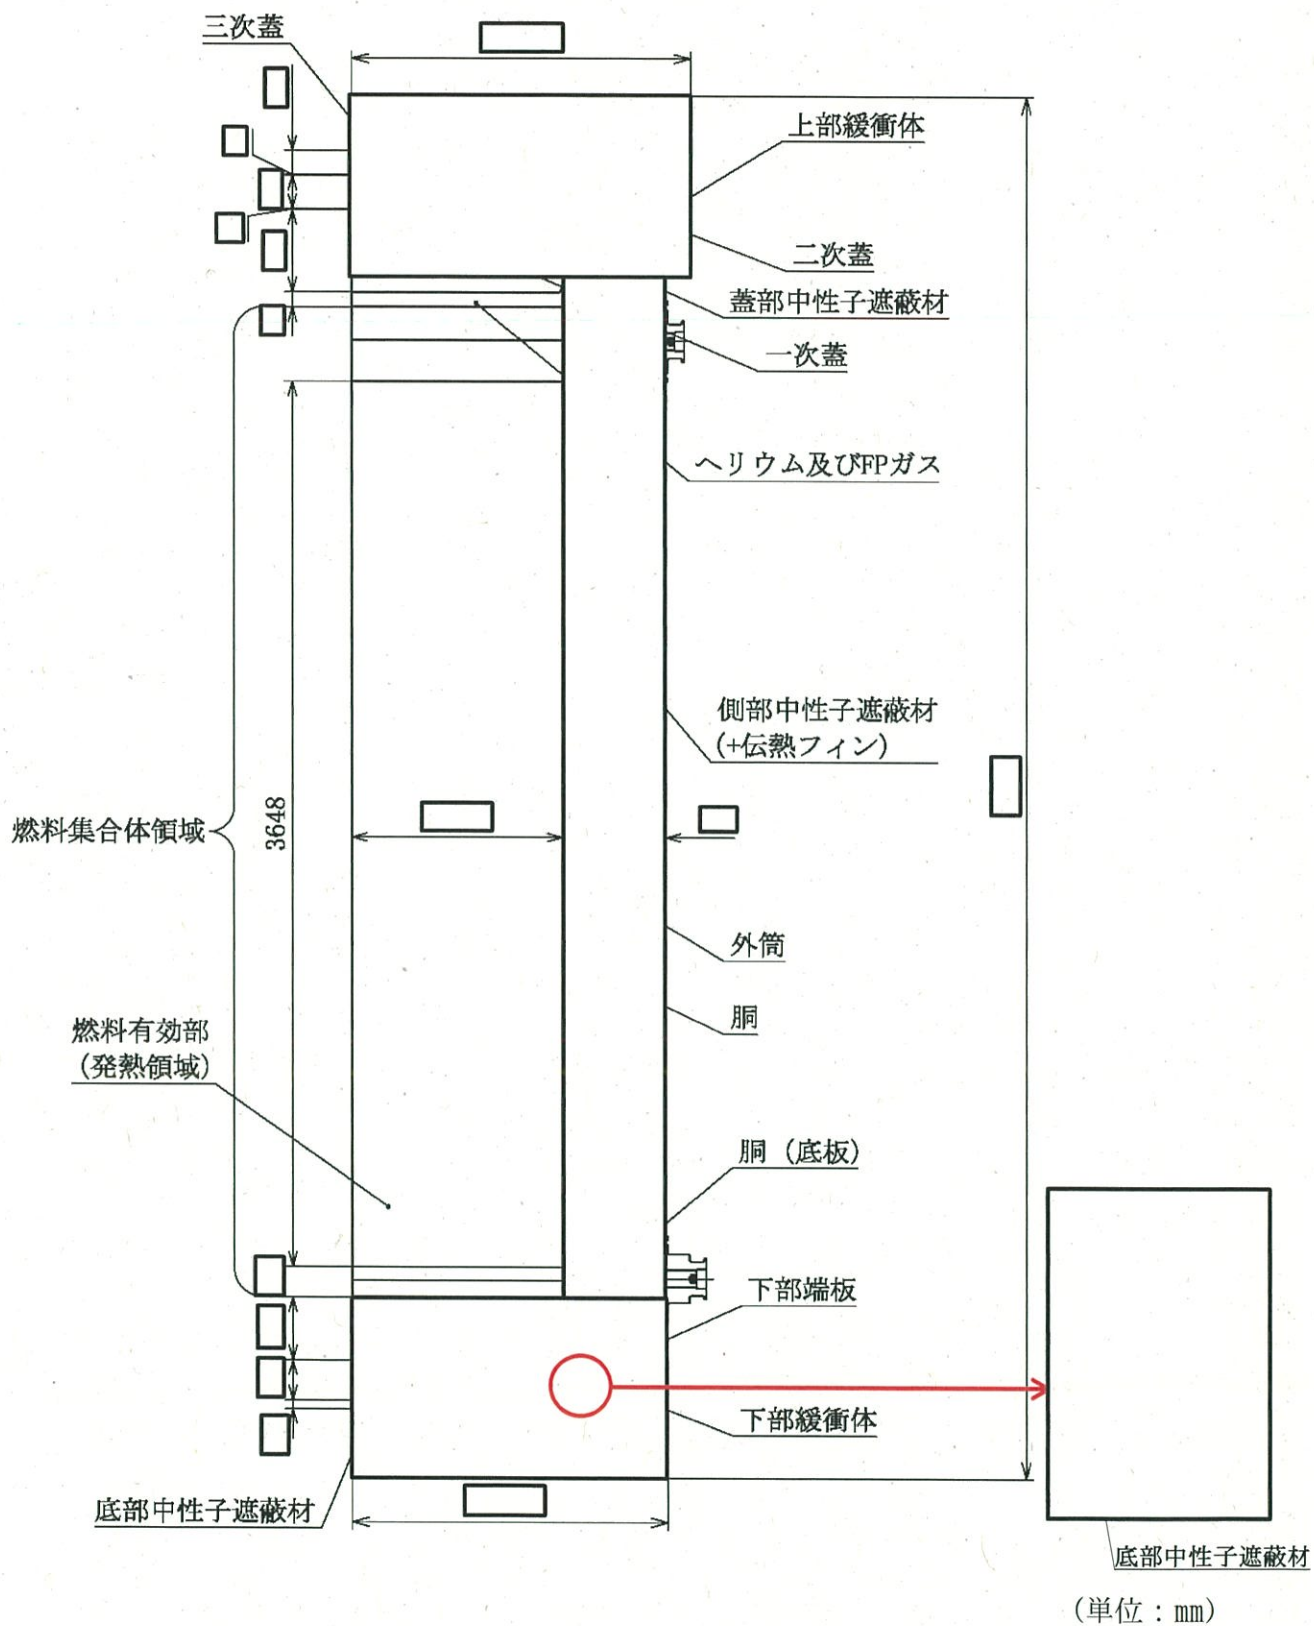 三次蓋
上部緩衝体
二次蓋
蓋部中性子遮蔽材
一次蓋
ヘリウム及びFPガス
側部中性子遮蔽材
(+伝熱フィン)
燃料集合体領域
3648
外筒
胴
燃料有効部
(発熱領域)
胴（底板）
下部端板
下部緩衝体
底部中性子遮蔽材
底部中性子遮蔽材
(単位：mm)